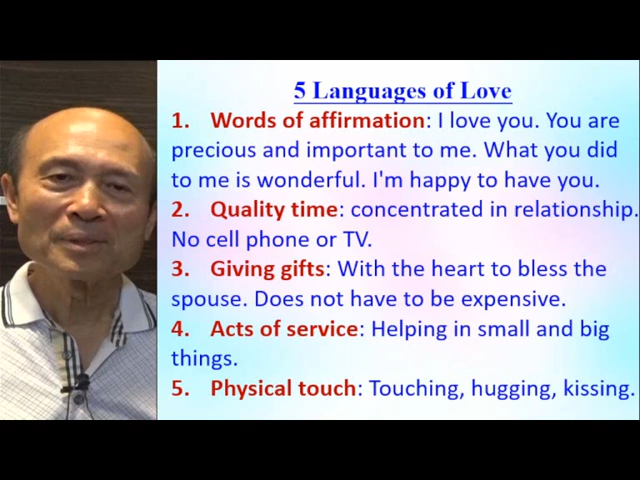 5 Languages of Love
1. Words of affirmation: I love you. You are
precious and important to me. What you did
to me is wonderful. I'm happy to have you.
2. Quality time: concentrated in relationship.
No cell phone or TV.
3. Giving gifts: With the heart to bless the
spouse. Does not have to be expensive.
4. Acts of service: Helping in small and big
things.
5. Physical touch: Touching, hugging, kissing.